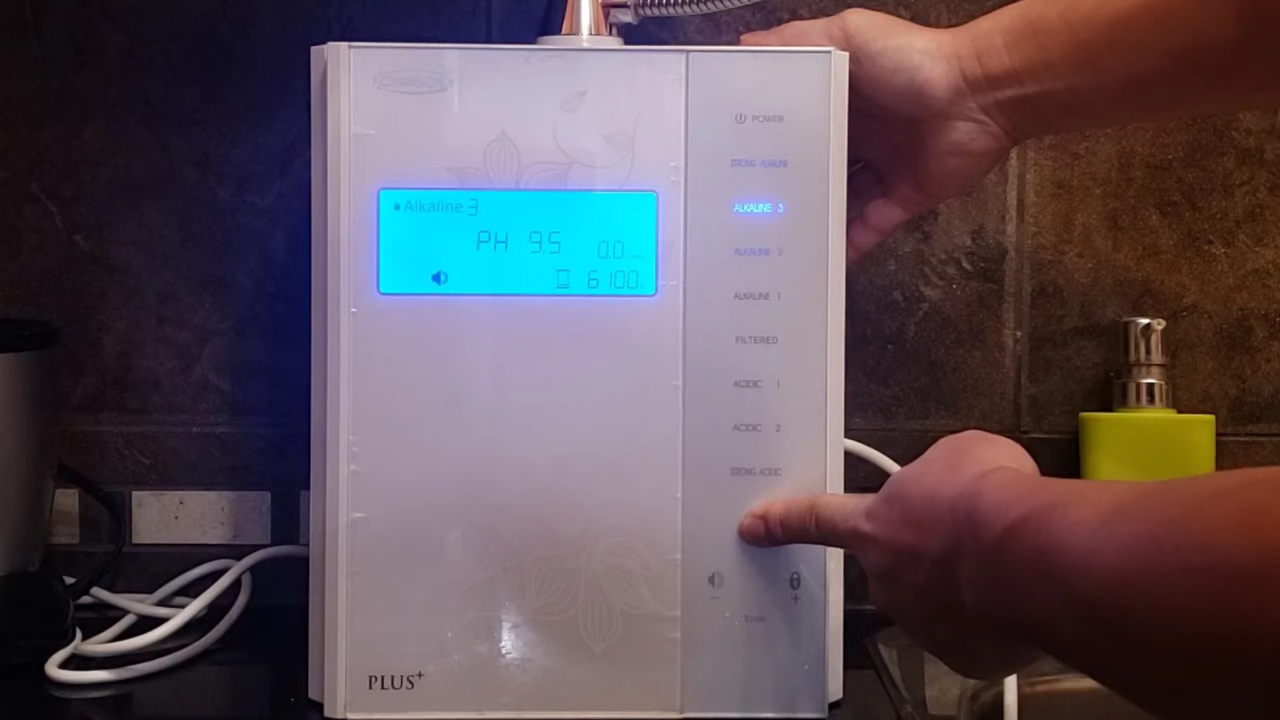 Alkaline 3
PH 9.5
0.0
6100
PLUS+
POWER
STRONG ALKALINE
ALKALINE 3
ALKALINE 2
ALKALINE 1
FILTERED
ACIDIC 1
ACIDIC 2
STRONG ACIDIC
− +
Enter